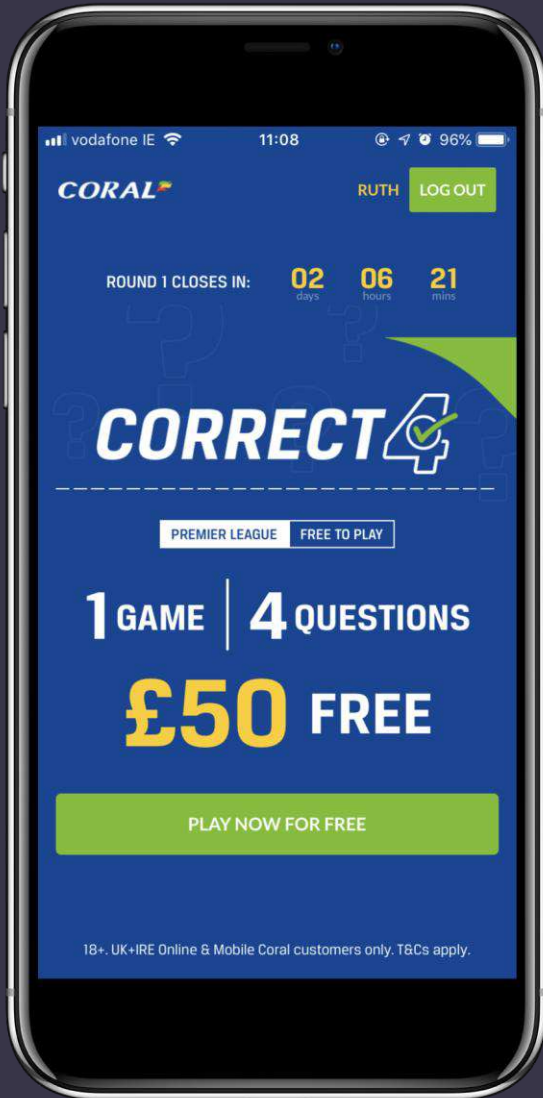 vodafone IE 11:08 96%
CORAL RUTH LOG OUT
ROUND 1 CLOSES IN: 02 06 21
days hours mins
CORRECT4
PREMIER LEAGUE FREE TO PLAY
1 GAME | 4 QUESTIONS
£50 FREE
PLAY NOW FOR FREE
18+. UK+IRE Online & Mobile Coral customers only. T&Cs apply.